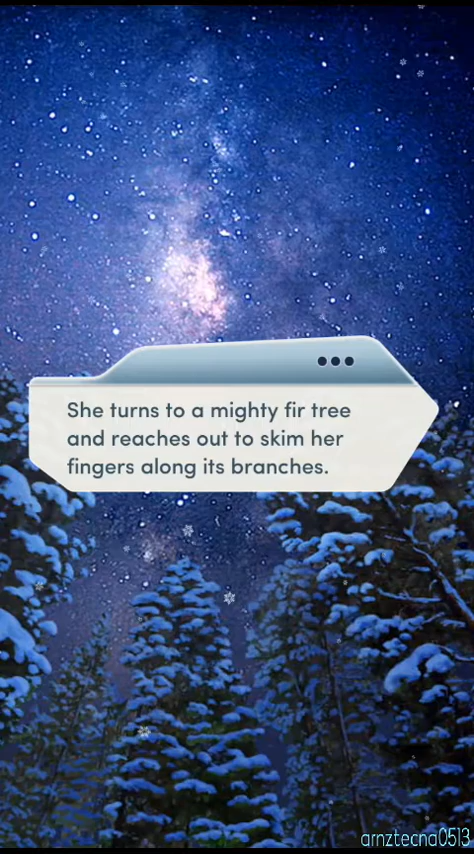 She turns to a mighty fir tree
and reaches out to skim her
fingers along its branches.
arnztecna0513